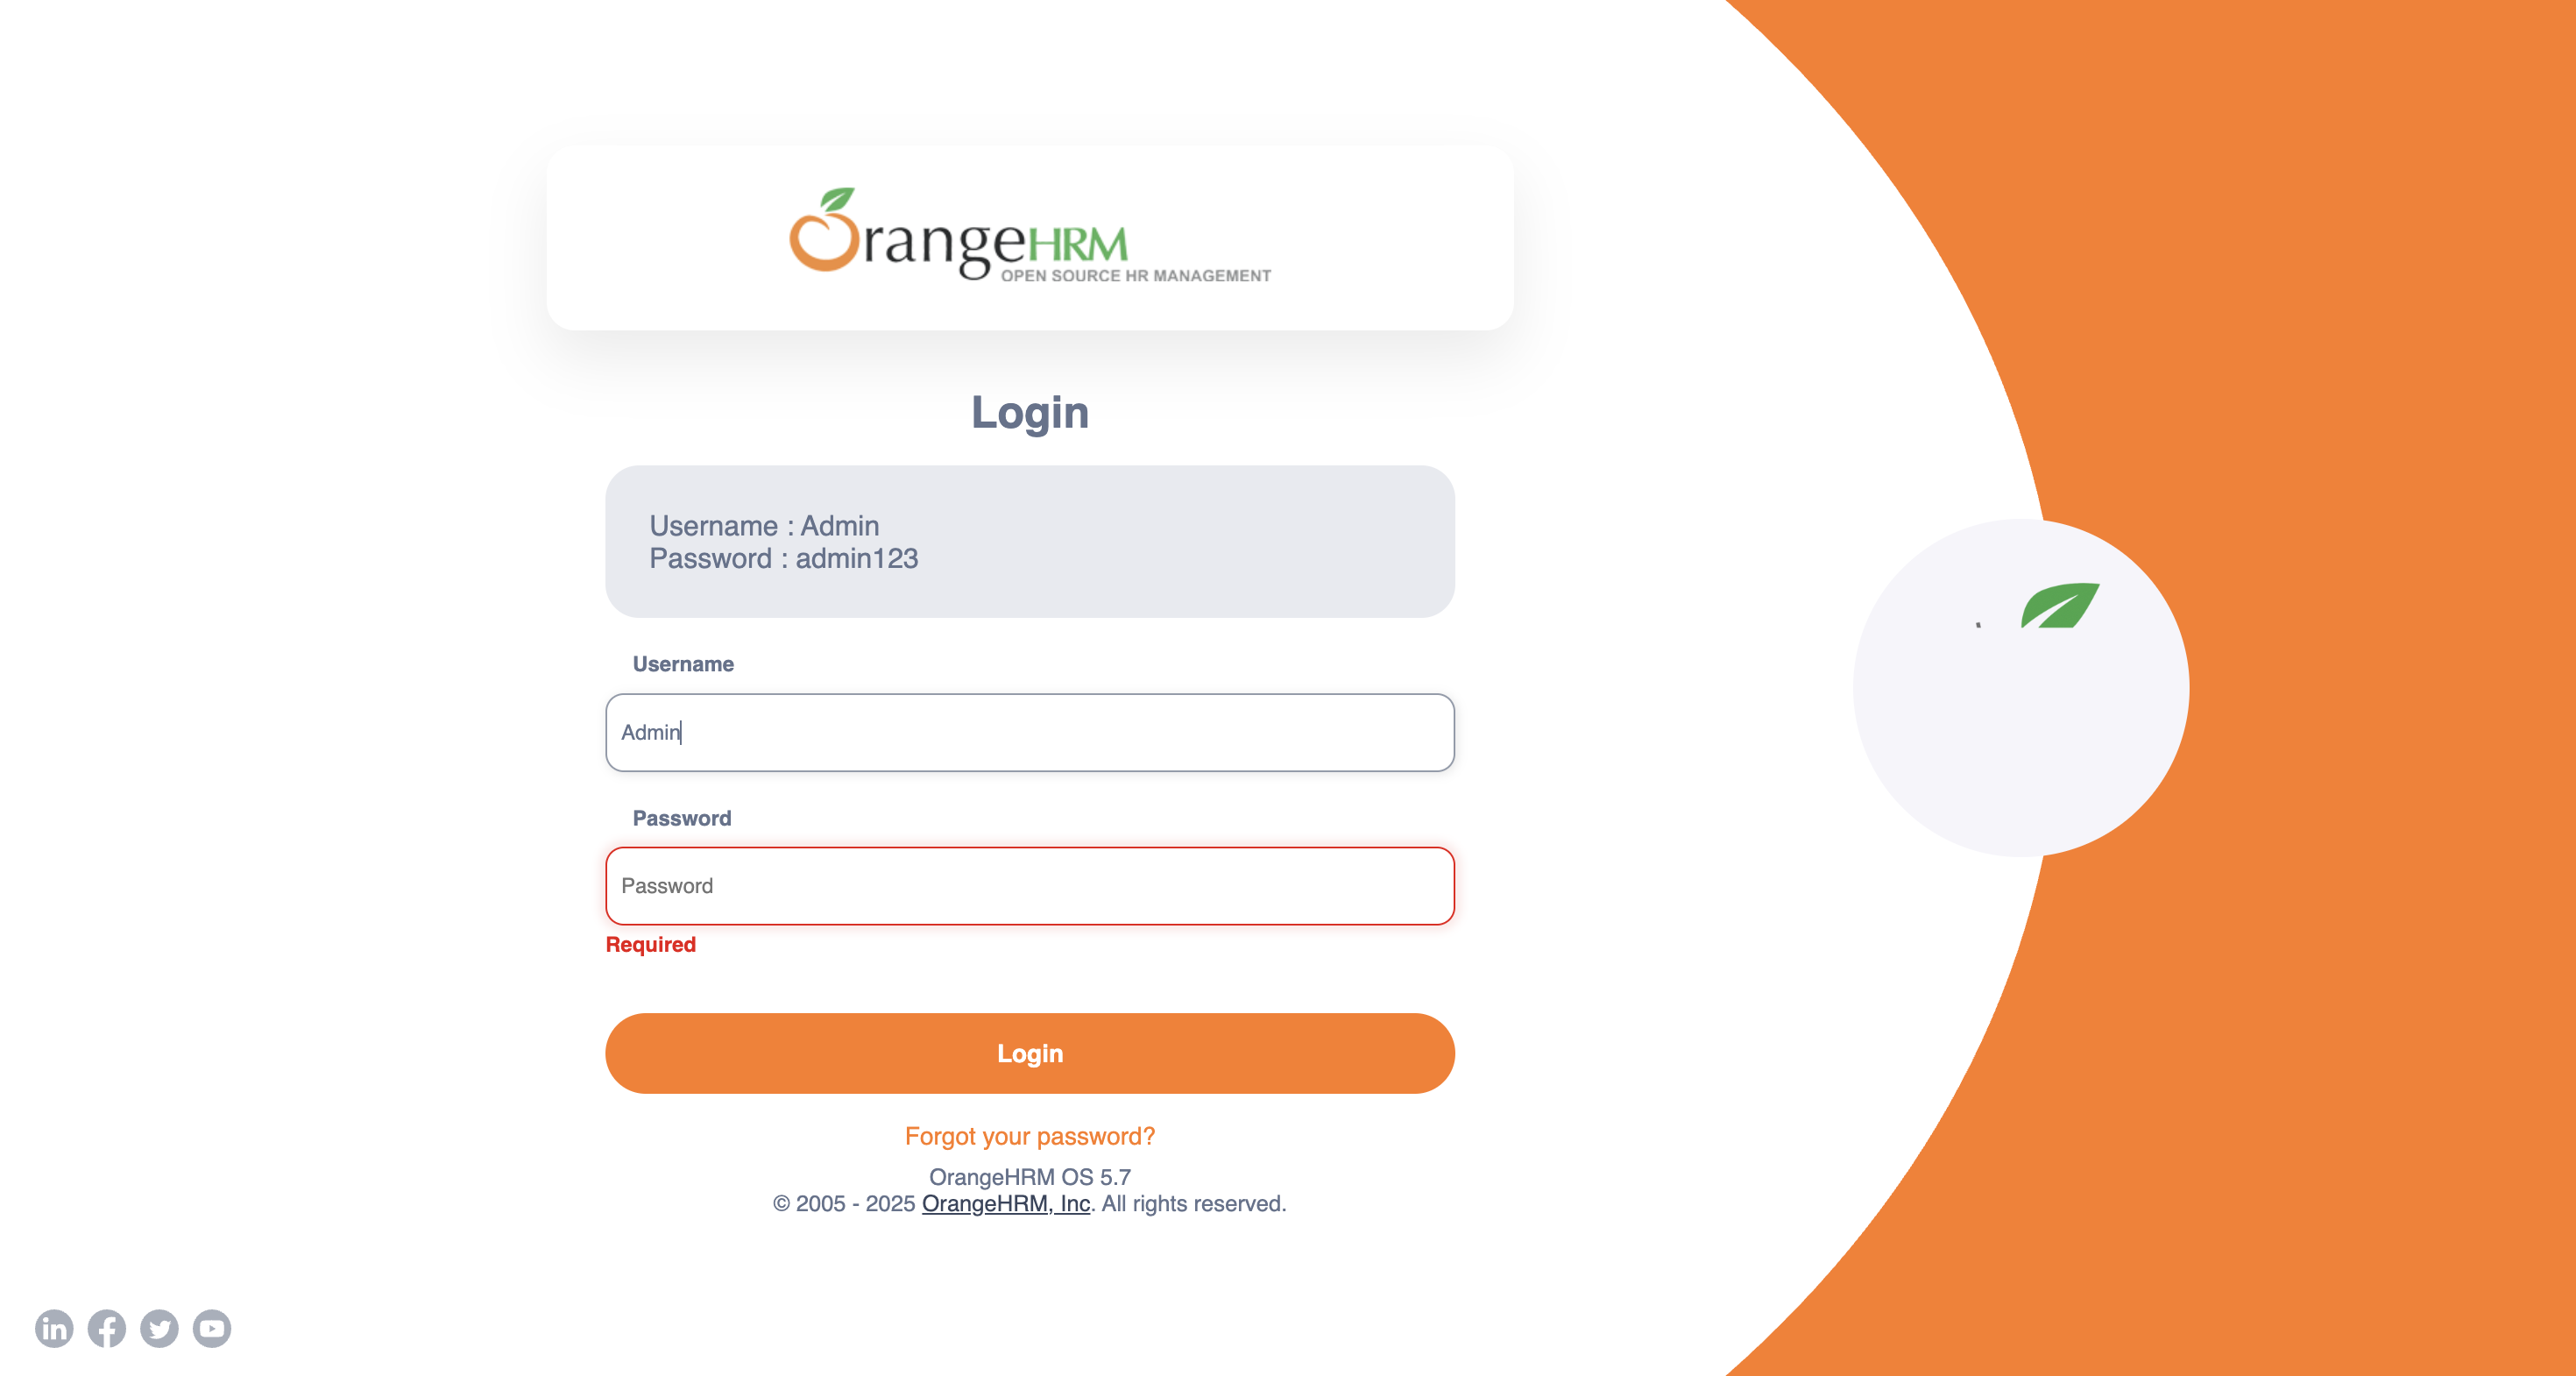 OrangeHRM
OPEN SOURCE HR MANAGEMENT
Login
Username : Admin
Password : admin123
Username
Admin
Password
Password
Required
Login
Forgot your password?
OrangeHRM OS 5.7
© 2005 - 2025 OrangeHRM, Inc. All rights reserved.
in